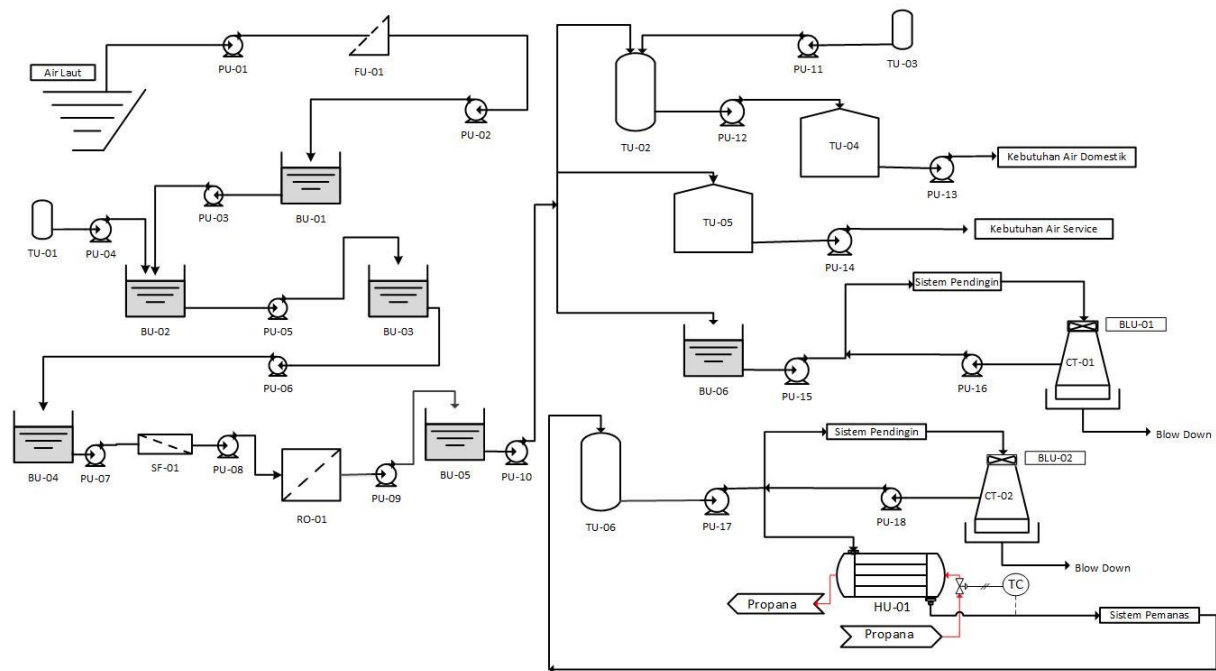 Air Laut
PU-01
FU-01
PU-02
BU-01
PU-03
TU-01
PU-04
BU-02
PU-05
BU-03
PU-06
BU-04
PU-07
SF-01
PU-08
RO-01
PU-09
BU-05
PU-10
PU-11
TU-03
TU-02
PU-12
TU-04
PU-13
Kebutuhan Air Domestik
TU-05
PU-14
Kebutuhan Air Service
Sistem Pendingin
BLU-01
CT-01
BU-06
PU-15
PU-16
Blow Down
Sistem Pendingin
BLU-02
CT-02
TU-06
PU-17
PU-18
Blow Down
TC
Propana
HU-01
Propana
Sistem Pemanas